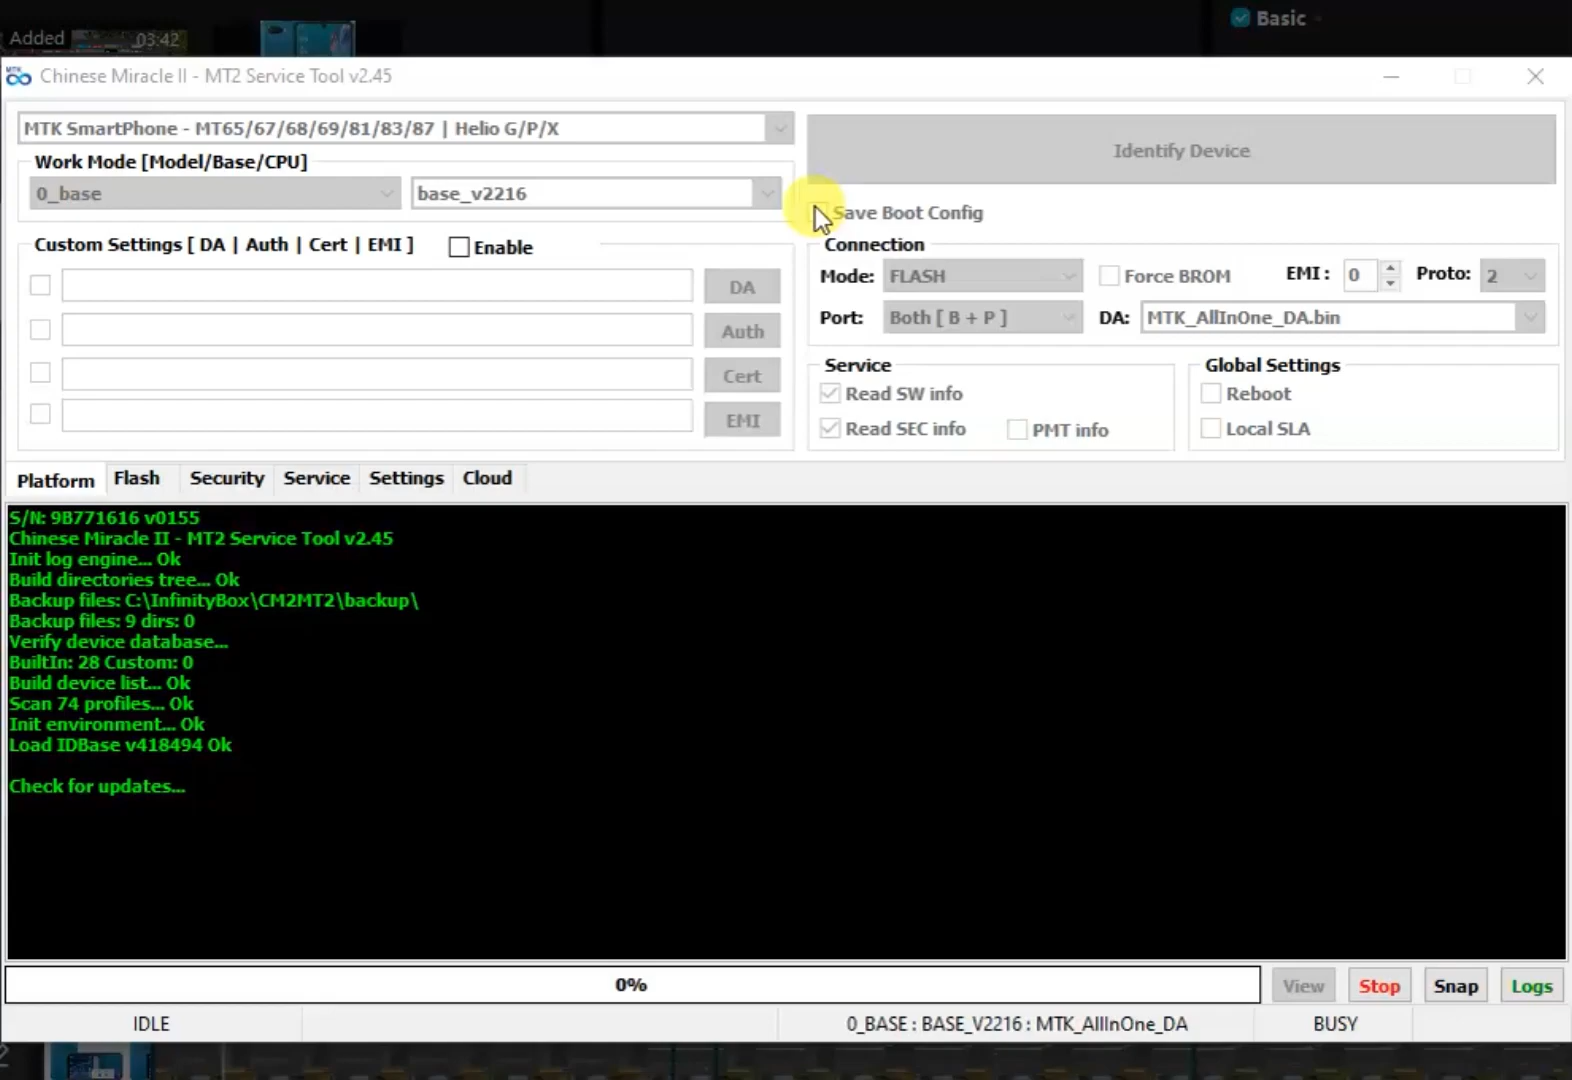 Basic
Added
03:42
MTK
Chinese Miracle II - MT2 Service Tool v2.45
MTK SmartPhone - MT65/67/68/69/81/83/87 | Helio G/P/X
Identify Device
Work Mode [Model/Base/CPU]
0_base
base_v2216
Save Boot Config
Custom Settings [ DA | Auth | Cert | EMI ]
Enable
Connection
Mode: FLASH
Force BROM
EMI : 0
Proto: 2
DA
Port: Both [ B + P ]
DA: MTK_AllInOne_DA.bin
Auth
Service
Global Settings
Cert
Read SW info
Reboot
EMI
Read SEC info
PMT info
Local SLA
Platform Flash Security Service Settings Cloud
S/N: 9B771616 v0155
Chinese Miracle II - MT2 Service Tool v2.45
Init log engine... Ok
Build directories tree... Ok
Backup files: C:\InfinityBox\CM2MT2\backup\
Backup files: 9 dirs: 0
Verify device database...
BuiltIn: 28 Custom: 0
Build device list... Ok
Scan 74 profiles... Ok
Init environment... Ok
Load IDBase v418494 Ok
Check for updates...
0%
View Stop Snap Logs
IDLE
0_BASE : BASE_V2216 : MTK_AllInOne_DA
BUSY